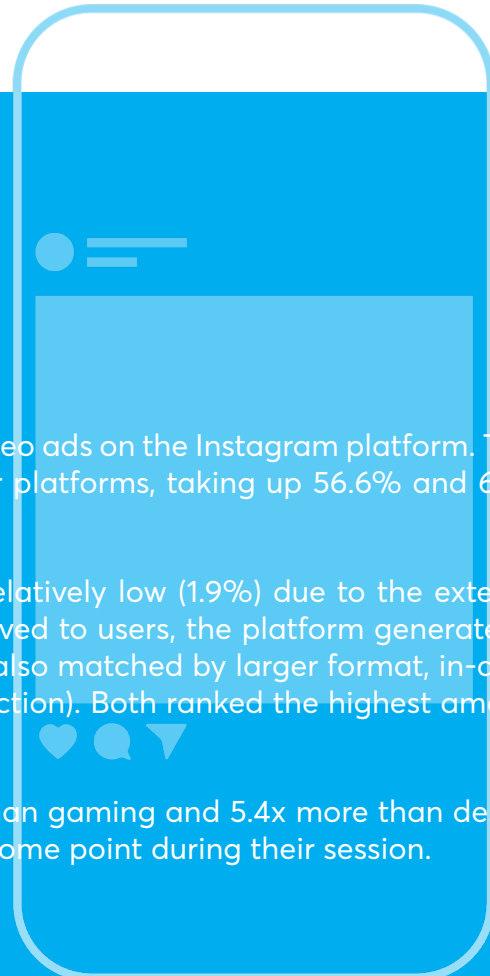 eo ads on the Instagram platform.
platforms, taking up 56.6% and
elatively low (1.9%) due to the exte
ved to users, the platform generate
also matched by larger format, in-
ction). Both ranked the highest am
an gaming and 5.4x more than de
ome point during their session.